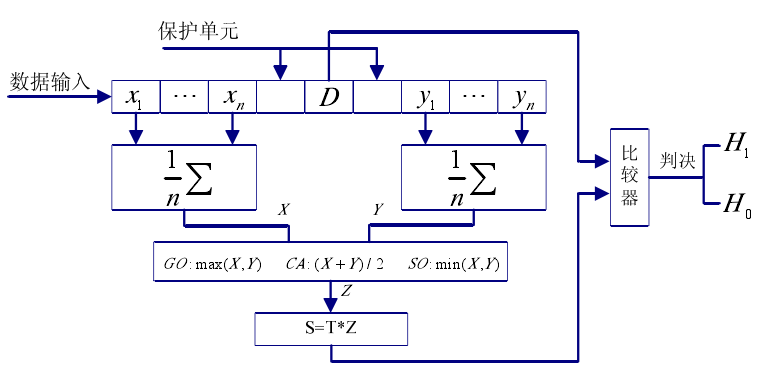 保护单元
数据输入
x₁ ⋯ xₙ D y₁ ⋯ yₙ
比较器
判决
H₁
H₀
1/n ∑
1/n ∑
X
Y
GO: max(X,Y) CA: (X+Y)/2 SO: min(X,Y)
Z
S=T*Z